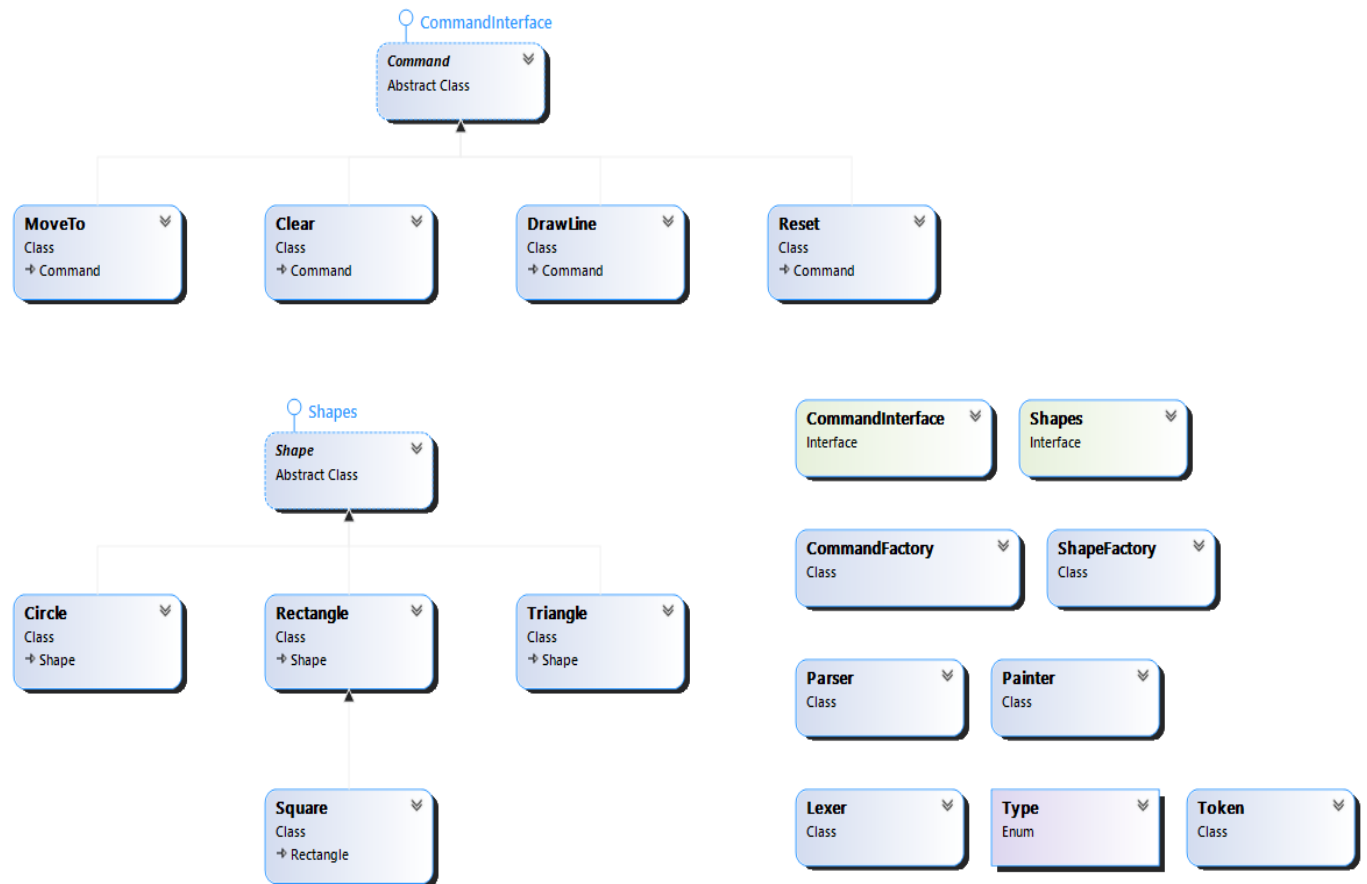 CommandInterface
Command
Abstract Class
MoveTo
Class
Command
Clear
Class
Command
DrawLine
Class
Command
Reset
Class
Command
Shapes
Shape
Abstract Class
CommandInterface
Interface
Shapes
Interface
CommandFactory
Class
ShapeFactory
Class
Circle
Class
Shape
Rectangle
Class
Shape
Triangle
Class
Shape
Parser
Class
Painter
Class
Square
Class
Rectangle
Lexer
Class
Type
Enum
Token
Class